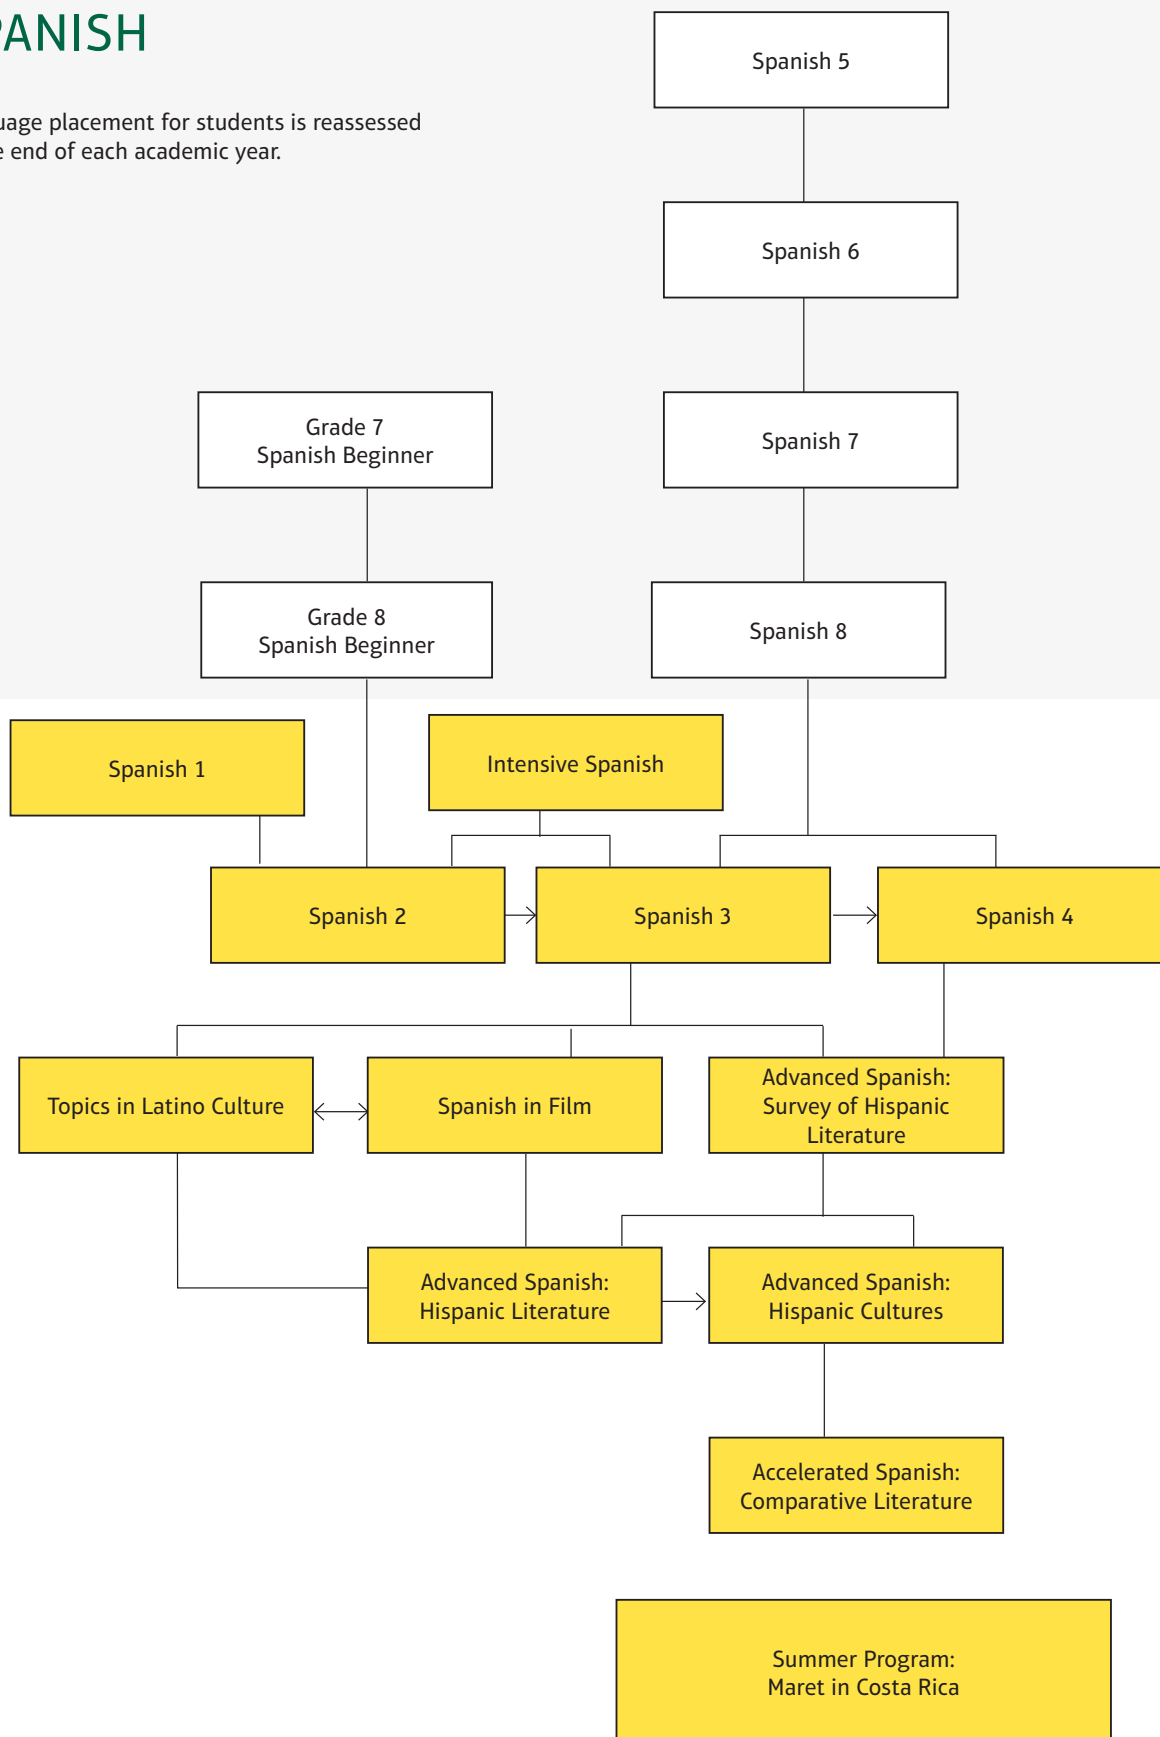 PANISH
uage placement for students is reassessed
e end of each academic year.
Spanish 5
Spanish 6
Grade 7
Spanish Beginner
Spanish 7
Grade 8
Spanish Beginner
Spanish 8
Spanish 1
Intensive Spanish
Spanish 2
Spanish 3
Spanish 4
Topics in Latino Culture
Spanish in Film
Advanced Spanish:
Survey of Hispanic
Literature
Advanced Spanish:
Hispanic Literature
Advanced Spanish:
Hispanic Cultures
Accelerated Spanish:
Comparative Literature
Summer Program:
Maret in Costa Rica